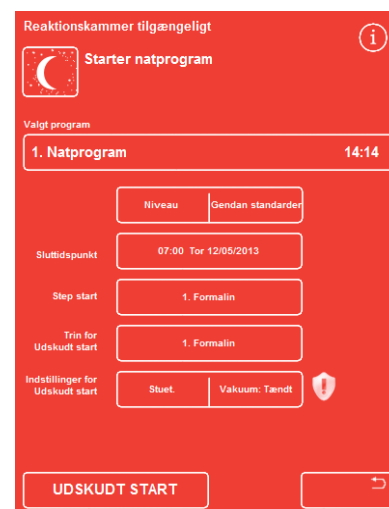 Reaktionskammer tilgængeligt
Starter natprogram
Valgt program
1. Natprogram 14:14
Niveau Gendan standarder
Sluttidspunkt 07:00 Tor 12/05/2013
Step start 1. Formalin
Trin for
Udskudt start 1. Formalin
Indstillinger for
Udskudt start Stuet. Vakuum: Tændt
UDSKUDT START